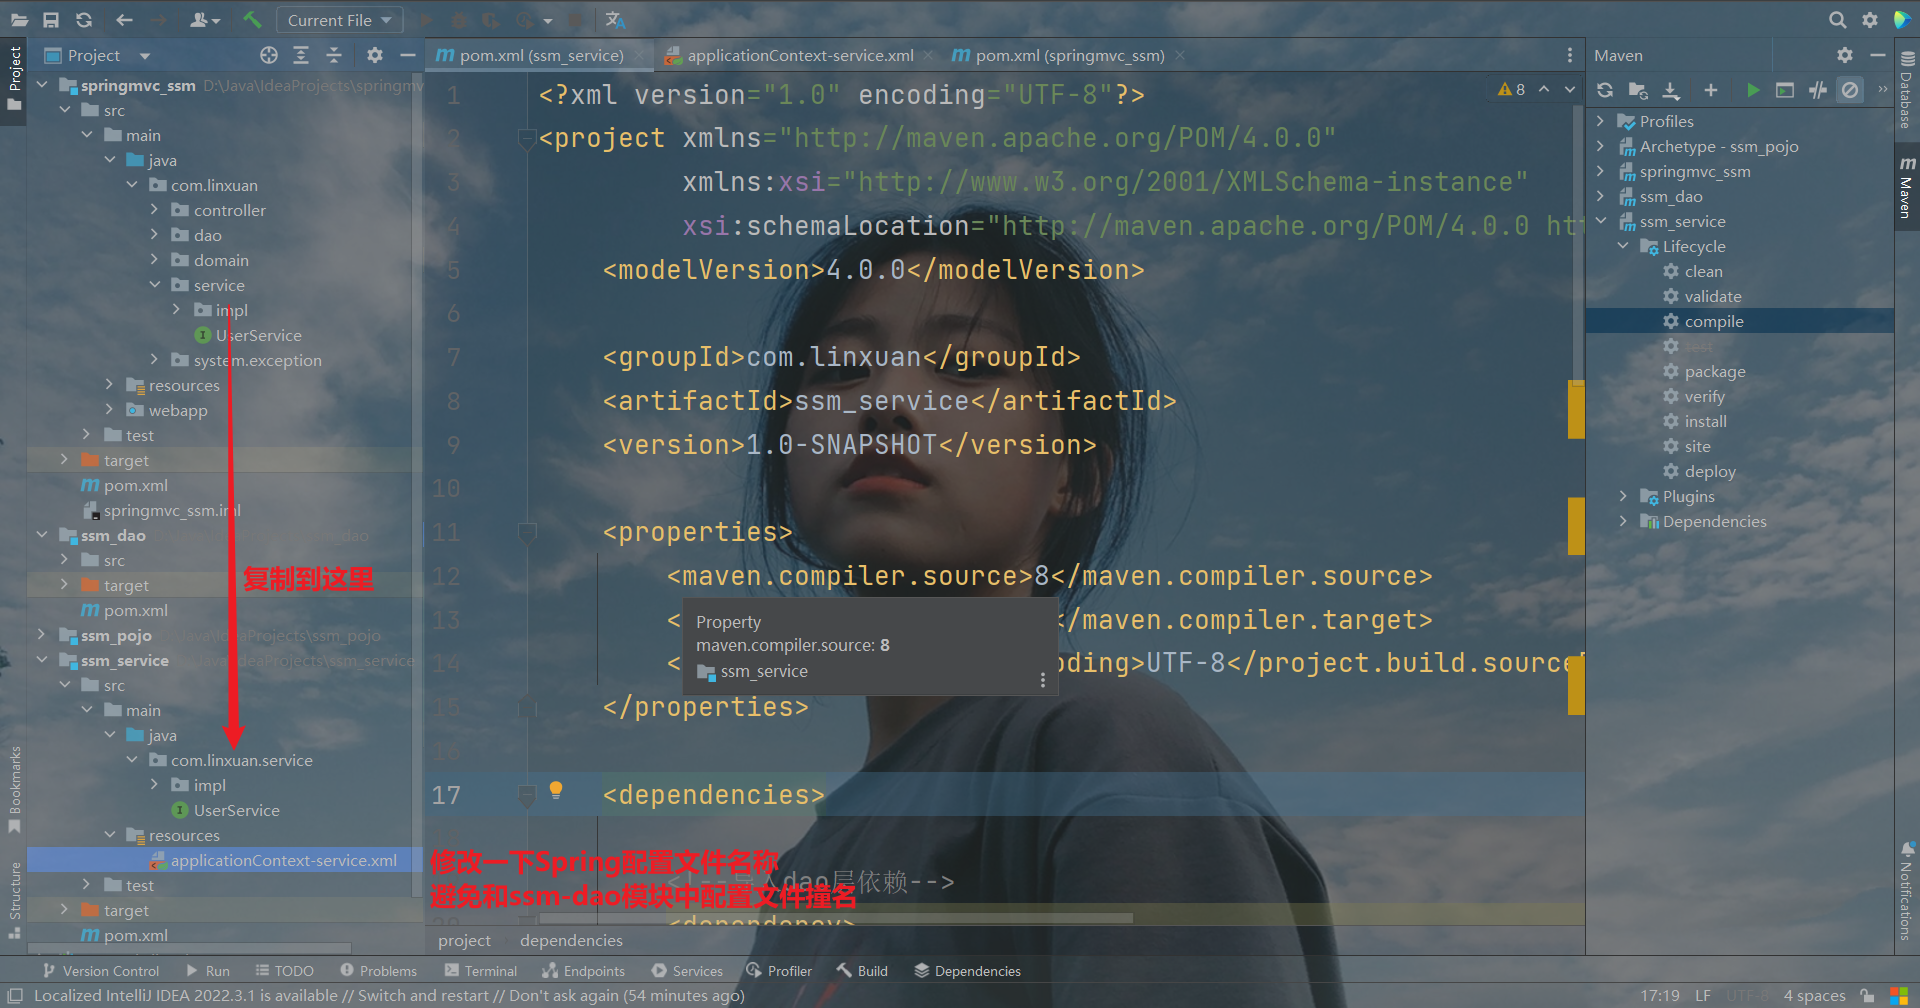 Current File
Project
Project
springmvc_ssm D:\Java\IdeaProjects\springmv
src
main
java
com.linxuan
controller
dao
domain
service
impl
UserService
system.exception
resources
webapp
test
target
pom.xml
springmvc_ssm.iml
ssm_dao
src
target
pom.xml
ssm_pojo
ssm_service
src
main
java
com.linxuan.service
impl
UserService
resources
applicationContext-service.xml
test
target
pom.xml
复制到这里
Bookmarks
Structure
pom.xml (ssm_service)
applicationContext-service.xml
pom.xml (springmvc_ssm)
8
1 <?xml version="1.0" encoding="UTF-8"?>
2 <project xmlns="http://maven.apache.org/POM/4.0.0"
3 xmlns:xsi="http://www.w3.org/2001/XMLSchema-instance"
4 xsi:schemaLocation="http://maven.apache.org/POM/4.0.0 htt
5 <modelVersion>4.0.0</modelVersion>
6
7 <groupId>com.linxuan</groupId>
8 <artifactId>ssm_service</artifactId>
9 <version>1.0-SNAPSHOT</version>
10
11 <properties>
12 <maven.compiler.source>8</maven.compiler.source>
13 < </maven.compiler.target>
14 < oding>UTF-8</project.build.source
15 </properties>
16
17 <dependencies>
dao层依赖-->
<dependency>
Property
maven.compiler.source: 8
ssm_service
修改一下Spring配置文件名称
避免和ssm-dao模块中配置文件撞名
project
dependencies
Maven
Profiles
Archetype - ssm_pojo
springmvc_ssm
ssm_dao
ssm_service
Lifecycle
clean
validate
compile
test
package
verify
install
site
deploy
Plugins
Dependencies
Database
Maven
Notifications
Version Control
Run
TODO
Problems
Terminal
Endpoints
Services
Profiler
Build
Dependencies
Localized IntelliJ IDEA 2022.3.1 is available // Switch and restart // Don't ask again (54 minutes ago)
17:19 LF UTF-8 4 spaces